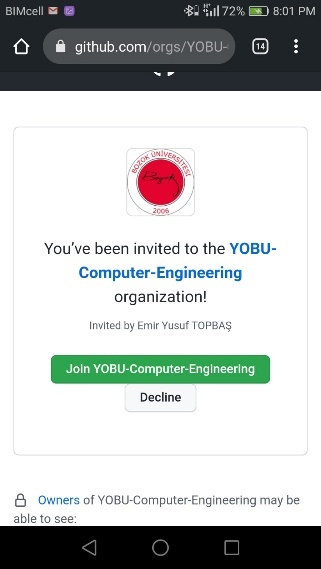 BIMcell 72% 8:01 PM
github.com/orgs/YOBU- 14
BOZOK ÜNİVERSİTESİ
Bozok
2006
You've been invited to the YOBU-
Computer-Engineering
organization!
Invited by Emir Yusuf TOPBAŞ
Join YOBU-Computer-Engineering
Decline
Owners of YOBU-Computer-Engineering may be
able to see: